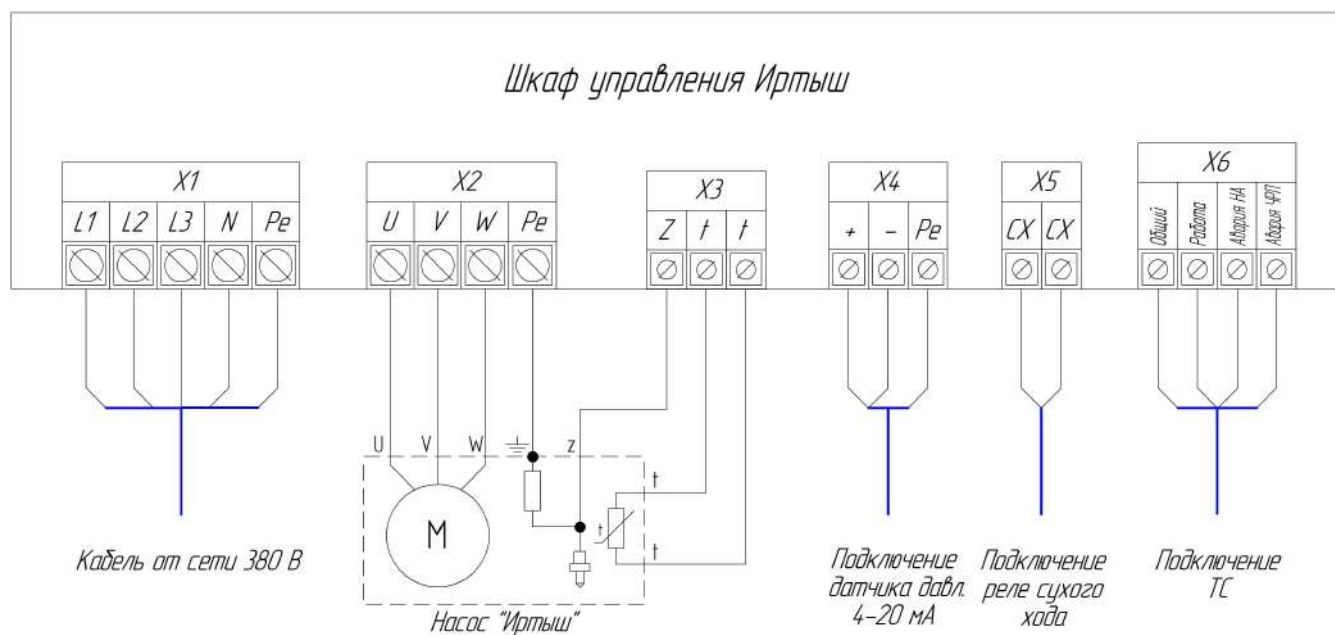 Шкаф управления Иртыш
X1
L1 L2 L3 N Pe
X2
U V W Pe
X3
Z t t
X4
+ - Pe
X5
СХ СХ
X6
Общий
Работа
Авария НА
Авария ЧРП
U V W z
t
M
t
t
Кабель от сети 380 В
Насос "Иртыш"
Подключение
датчика давл.
4-20 мА
Подключение
реле сухого
хода
Подключение
ТС